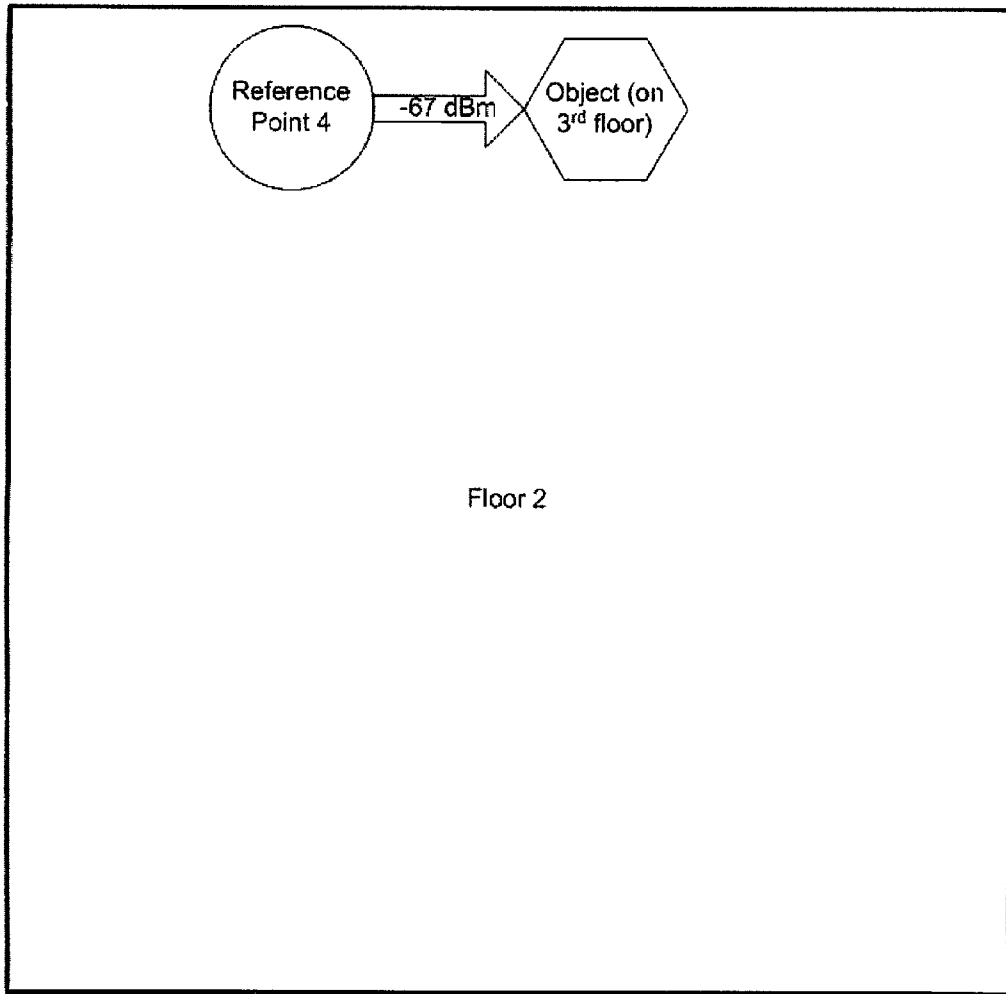 Reference
Point 4
-67 dBm
Object (on
3rd floor)
Floor 2